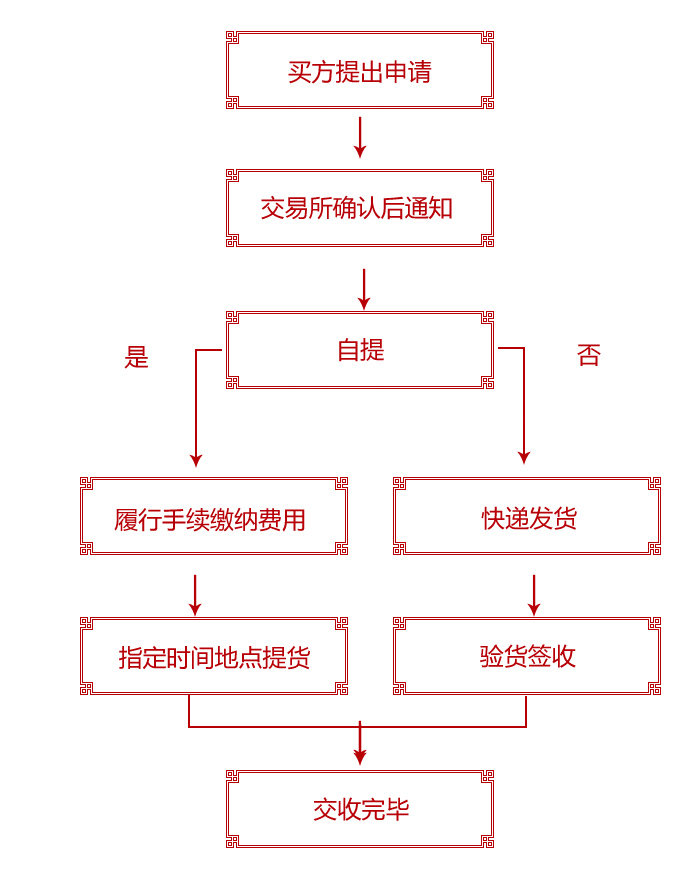 买方提出申请
交易所确认后通知
自提
是
否
履行手续缴纳费用
快递发货
指定时间地点提货
验货签收
交收完毕